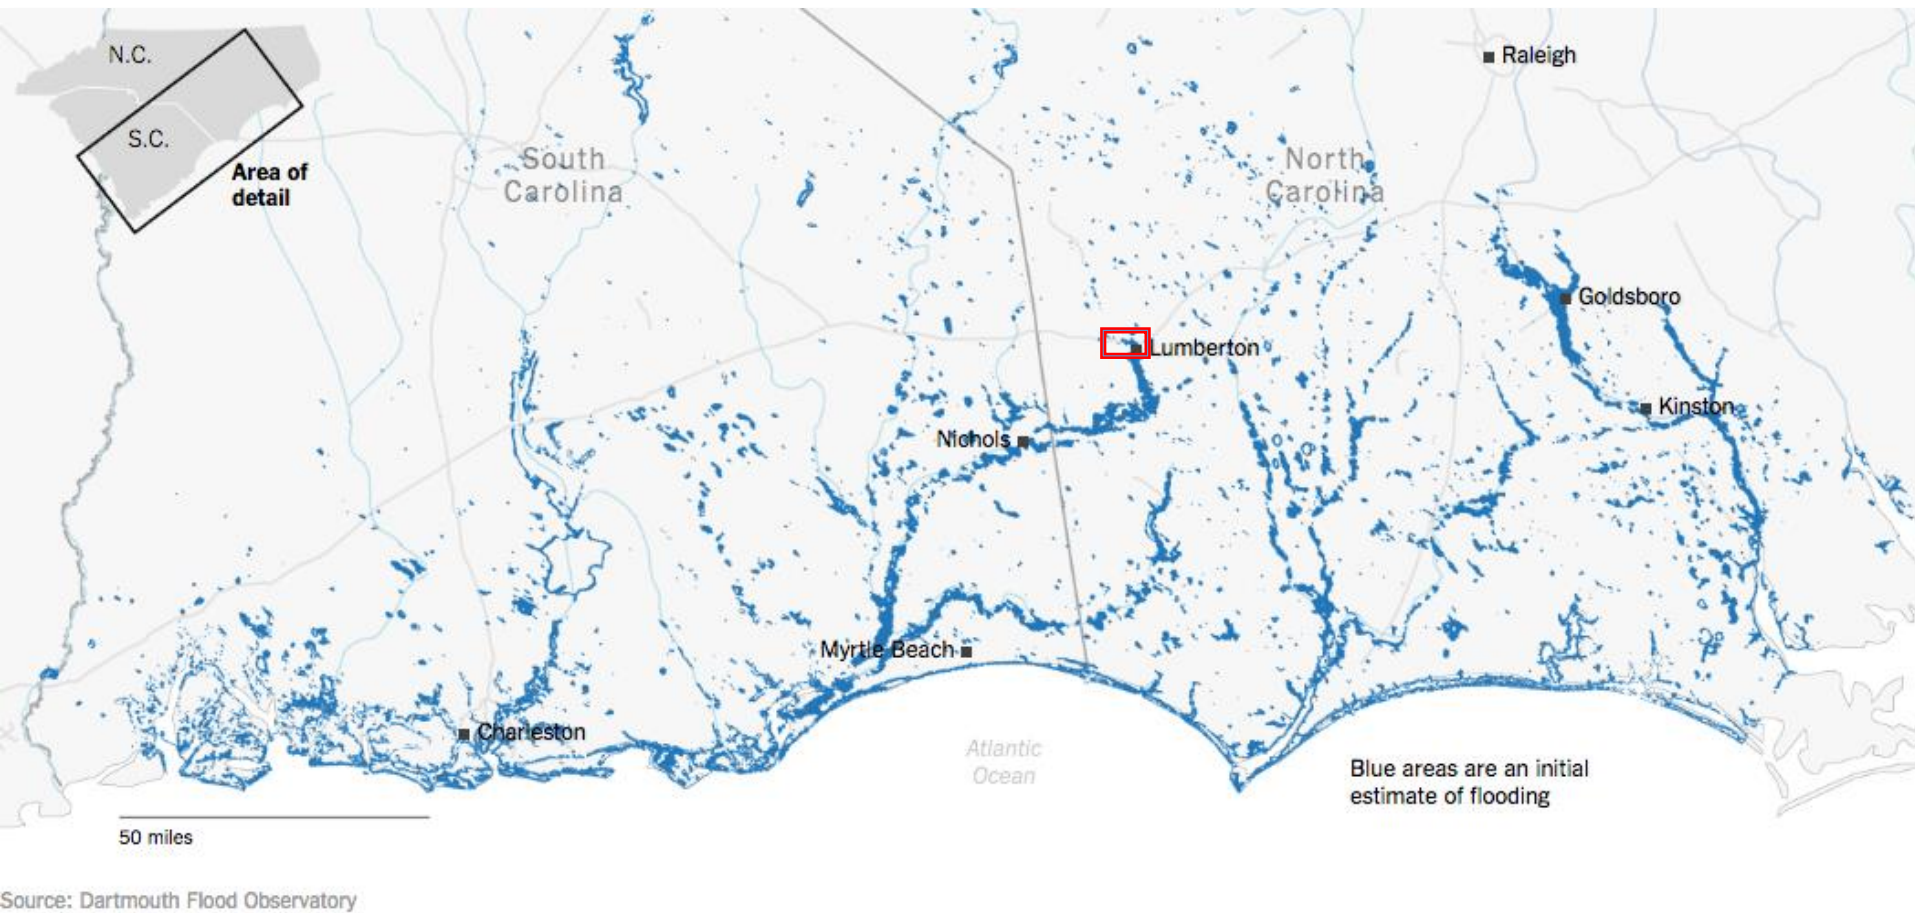 N.C.
S.C.
Area of
detail
South
Carolina
North
Carolina
Raleigh
Goldsboro
Lumberton
Kinston
Nichols
Myrtle Beach
Charleston
Atlantic
Ocean
Blue areas are an initial
estimate of flooding
50 miles
Source: Dartmouth Flood Observatory